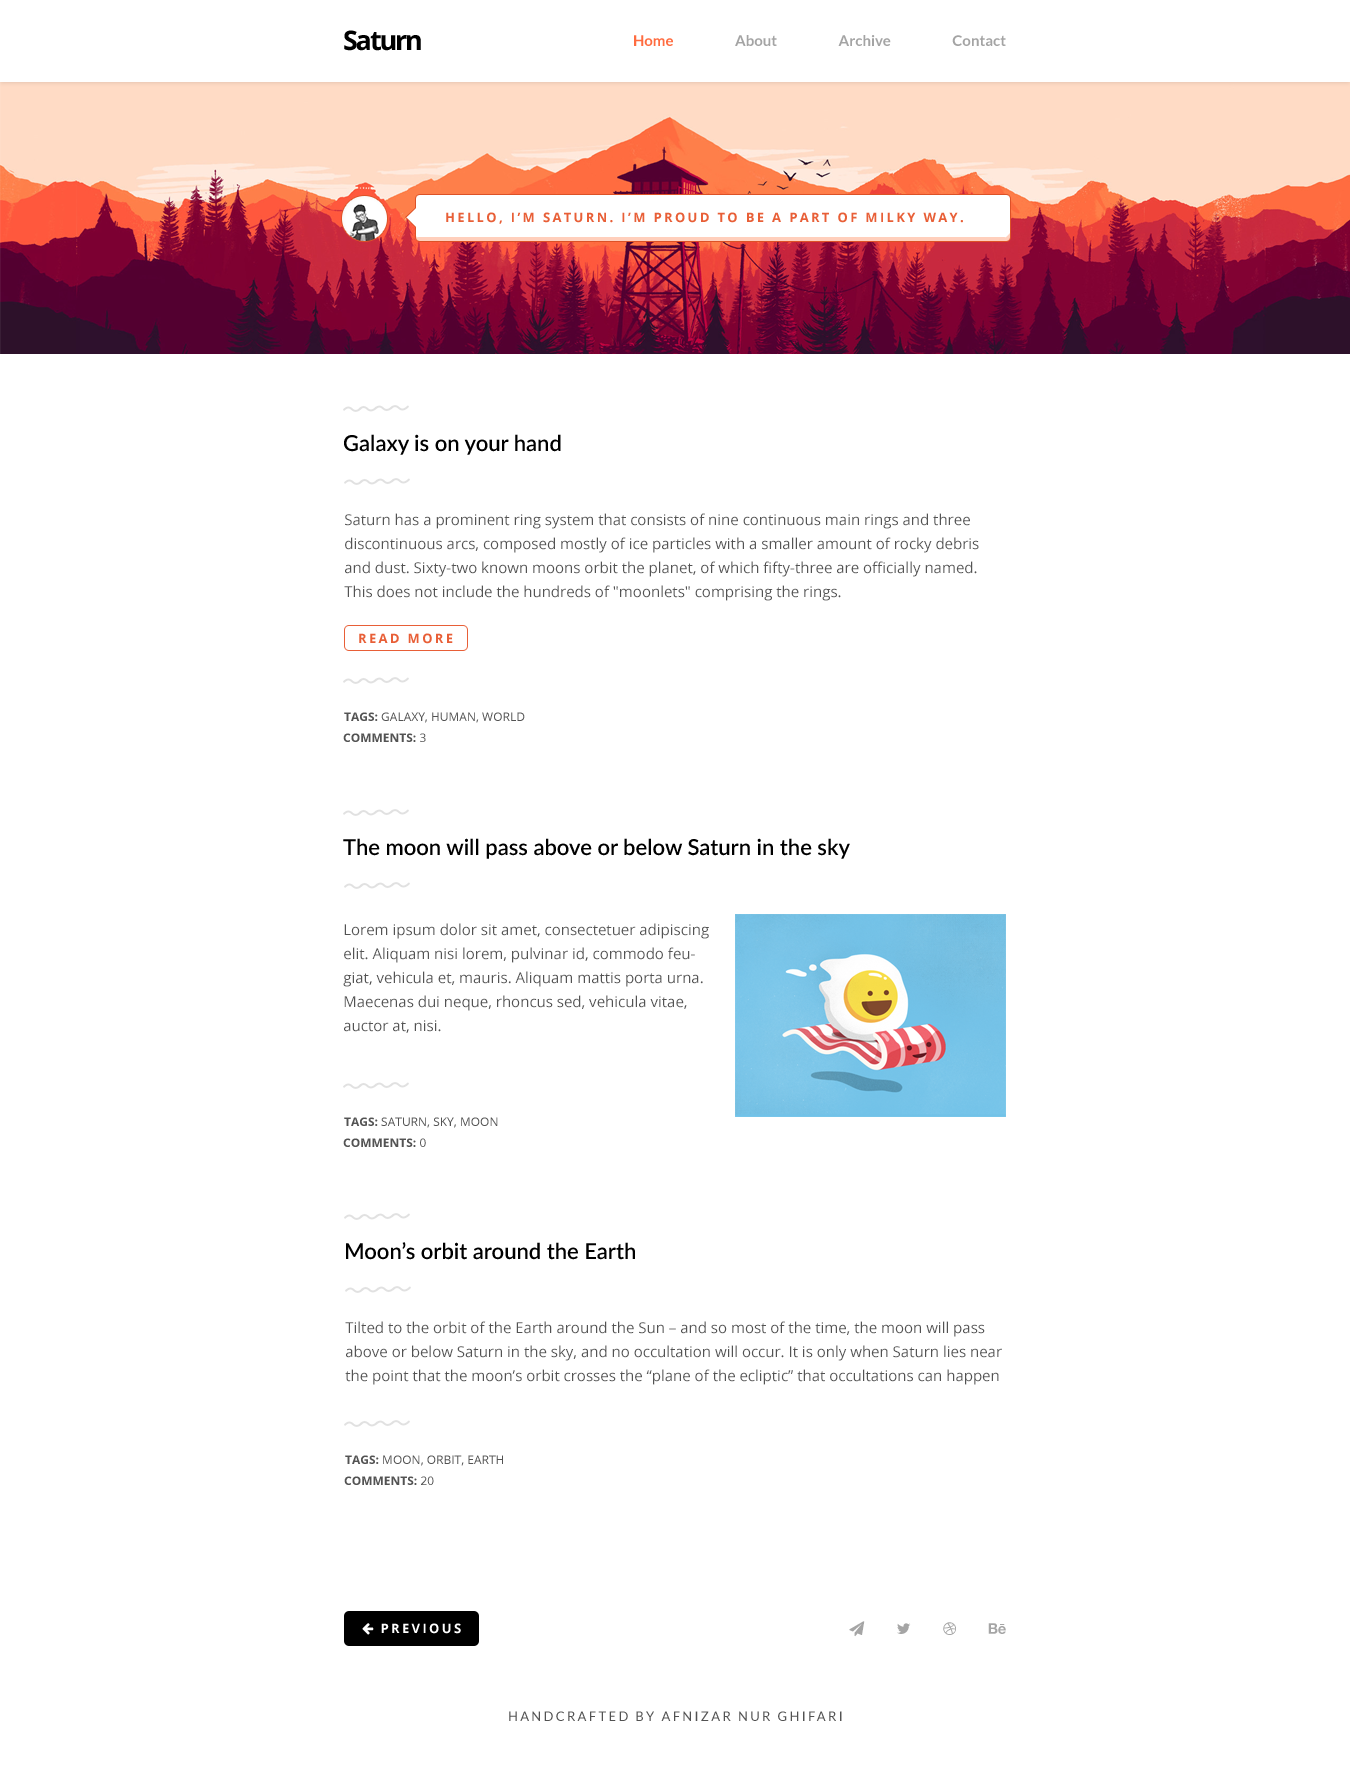 Saturn
Home About Archive Contact
HELLO, I’M SATURN. I’M PROUD TO BE A PART OF MILKY WAY.
Galaxy is on your hand
Saturn has a prominent ring system that consists of nine continuous main rings and three
discontinuous arcs, composed mostly of ice particles with a smaller amount of rocky debris
and dust. Sixty-two known moons orbit the planet, of which fifty-three are officially named.
This does not include the hundreds of "moonlets" comprising the rings.
READ MORE
TAGS: GALAXY, HUMAN, WORLD
COMMENTS: 3
The moon will pass above or below Saturn in the sky
Lorem ipsum dolor sit amet, consectetuer adipiscing
elit. Aliquam nisi lorem, pulvinar id, commodo feu-
giat, vehicula et, mauris. Aliquam mattis porta urna.
Maecenas dui neque, rhoncus sed, vehicula vitae,
auctor at, nisi.
TAGS: SATURN, SKY, MOON
COMMENTS: 0
Moon’s orbit around the Earth
Tilted to the orbit of the Earth around the Sun – and so most of the time, the moon will pass
above or below Saturn in the sky, and no occultation will occur. It is only when Saturn lies near
the point that the moon’s orbit crosses the “plane of the ecliptic” that occultations can happen
TAGS: MOON, ORBIT, EARTH
COMMENTS: 20
PREVIOUS
Bē
HANDCRAFTED BY AFNIZAR NUR GHIFARI